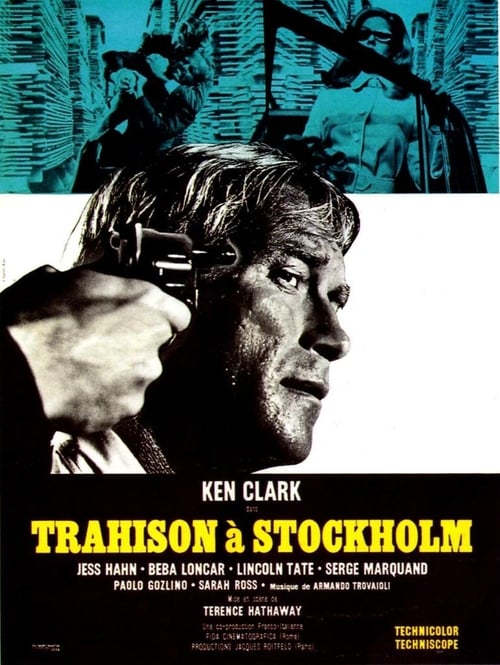 KEN CLARK
dans
TRAHISON à STOCKHOLM
JESS HAHN • BEBA LONCAR • LINCOLN TATE • SERGE MARQUAND
PAOLO GOZLINO • SARAH ROSS • Musique de ARMANDO TROVAIOLI
Mise en scène de
TERENCE HATHAWAY
Une co-production Franco-Italienne
FIDA CINEMATOGRAFICA (Rome)
PRODUCTIONS JACQUES ROITFELD (Paris)
TECHNICOLOR
TECHNISCOPE